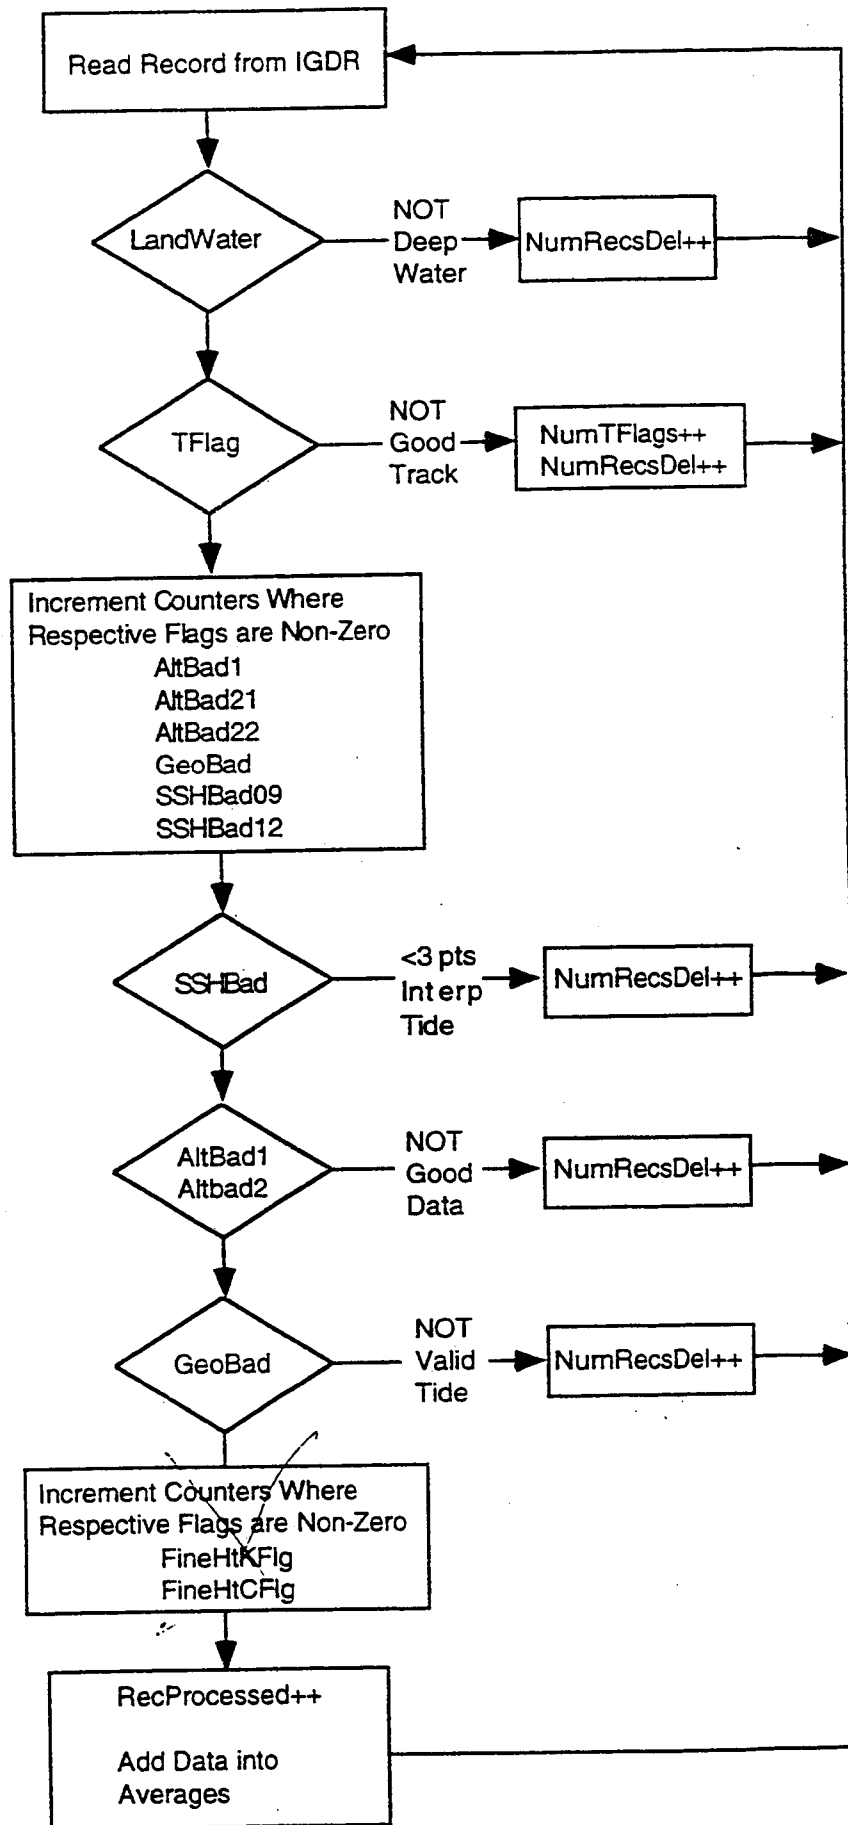 Read Record from IGDR
LandWater
NOT
Deep
Water
NumRecsDel++
TFlag
NOT
Good
Track
NumTFlags++
NumRecsDel++
Increment Counters Where
Respective Flags are Non-Zero
AltBad1
AltBad21
AltBad22
GeoBad
SSHBad09
SSHBad12
SSHBad
<3 pts
Interp
Tide
NumRecsDel++
AltBad1
Altbad2
NOT
Good
Data
NumRecsDel++
GeoBad
NOT
Valid
Tide
NumRecsDel++
Increment Counters Where
Respective Flags are Non-Zero
FineHtKFlg
FineHtCFlg
RecProcessed++
Add Data into
Averages